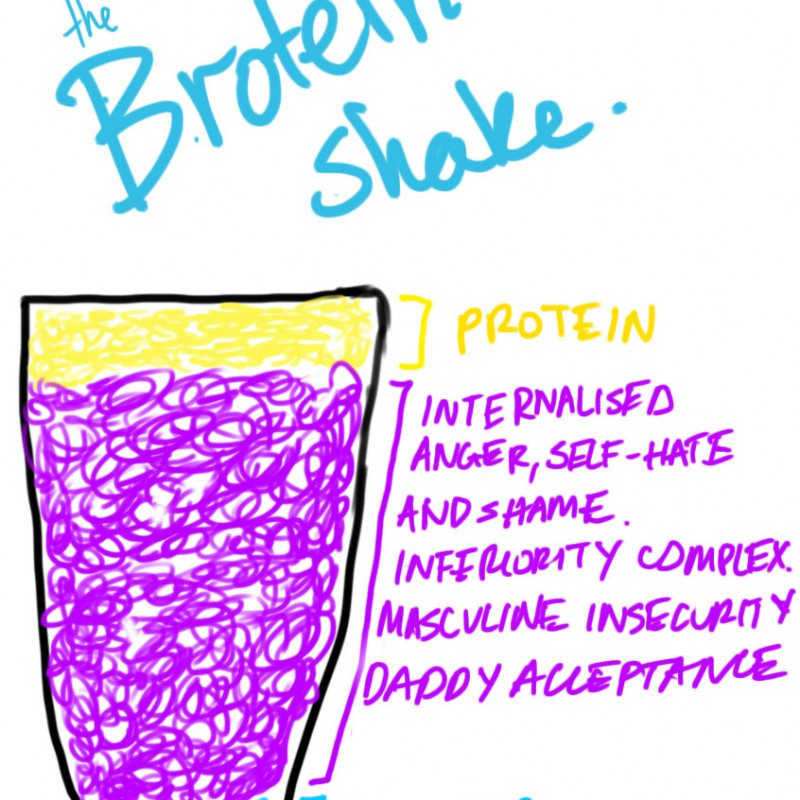 the
Brotein
shake.
PROTEIN
INTERNALISED
ANGER, SELF-HATE
AND SHAME.
INFERIORITY COMPLEX.
MASCULINE INSECURITY
DADDY ACCEPTANCE